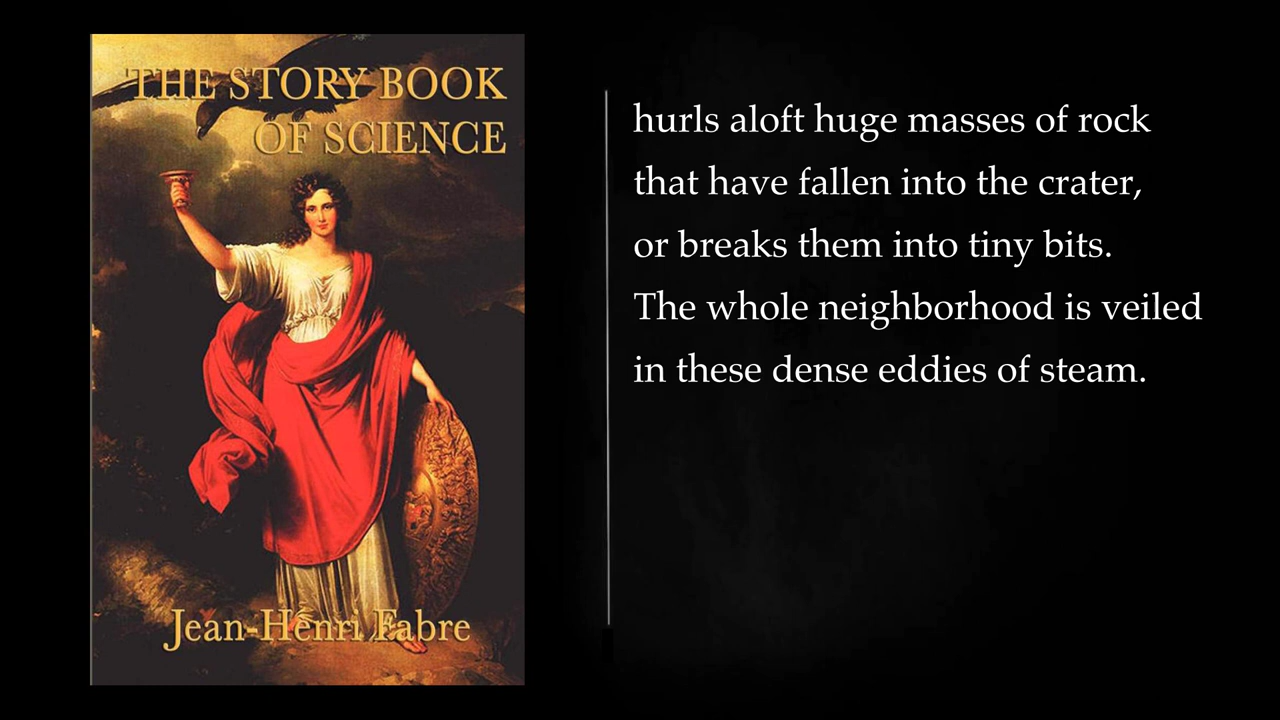 THE STORY BOOK
OF SCIENCE
Jean-Henri Fabre
hurls aloft huge masses of rock
that have fallen into the crater,
or breaks them into tiny bits.
The whole neighborhood is veiled
in these dense eddies of steam.